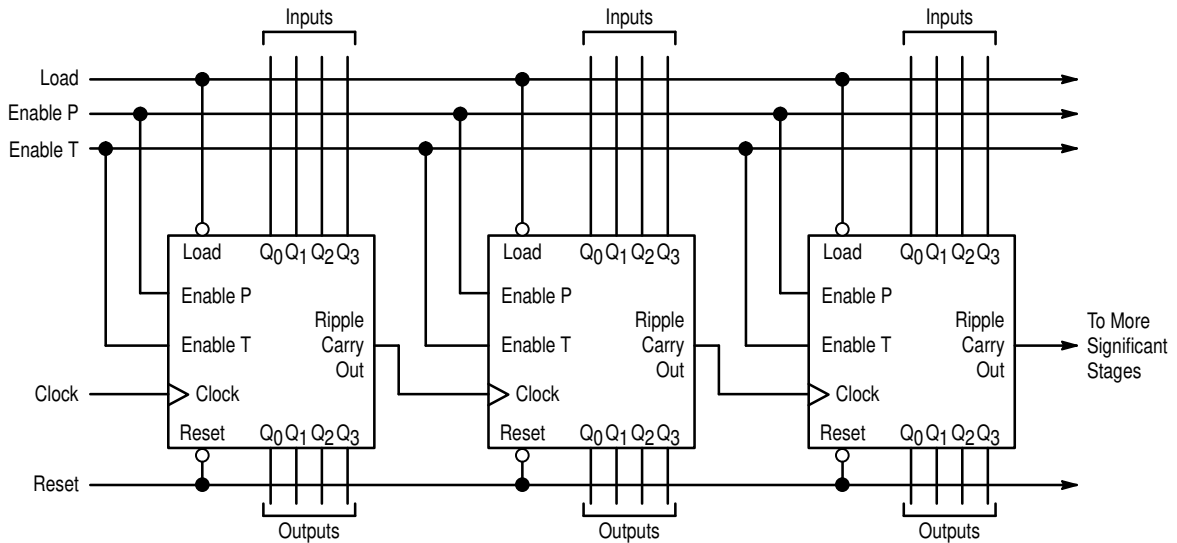 Inputs Inputs Inputs
Load
Enable P
Enable T
Load Q0 Q1 Q2 Q3 Load Q0 Q1 Q2 Q3 Load Q0 Q1 Q2 Q3
Enable P Enable P Enable P
Ripple Ripple Ripple To More
Enable T Carry Enable T Carry Enable T Carry Significant
Out Out Out Stages
Clock Clock Clock Clock
Reset Q0 Q1 Q2 Q3 Reset Q0 Q1 Q2 Q3 Reset Q0 Q1 Q2 Q3
Reset
Outputs Outputs Outputs